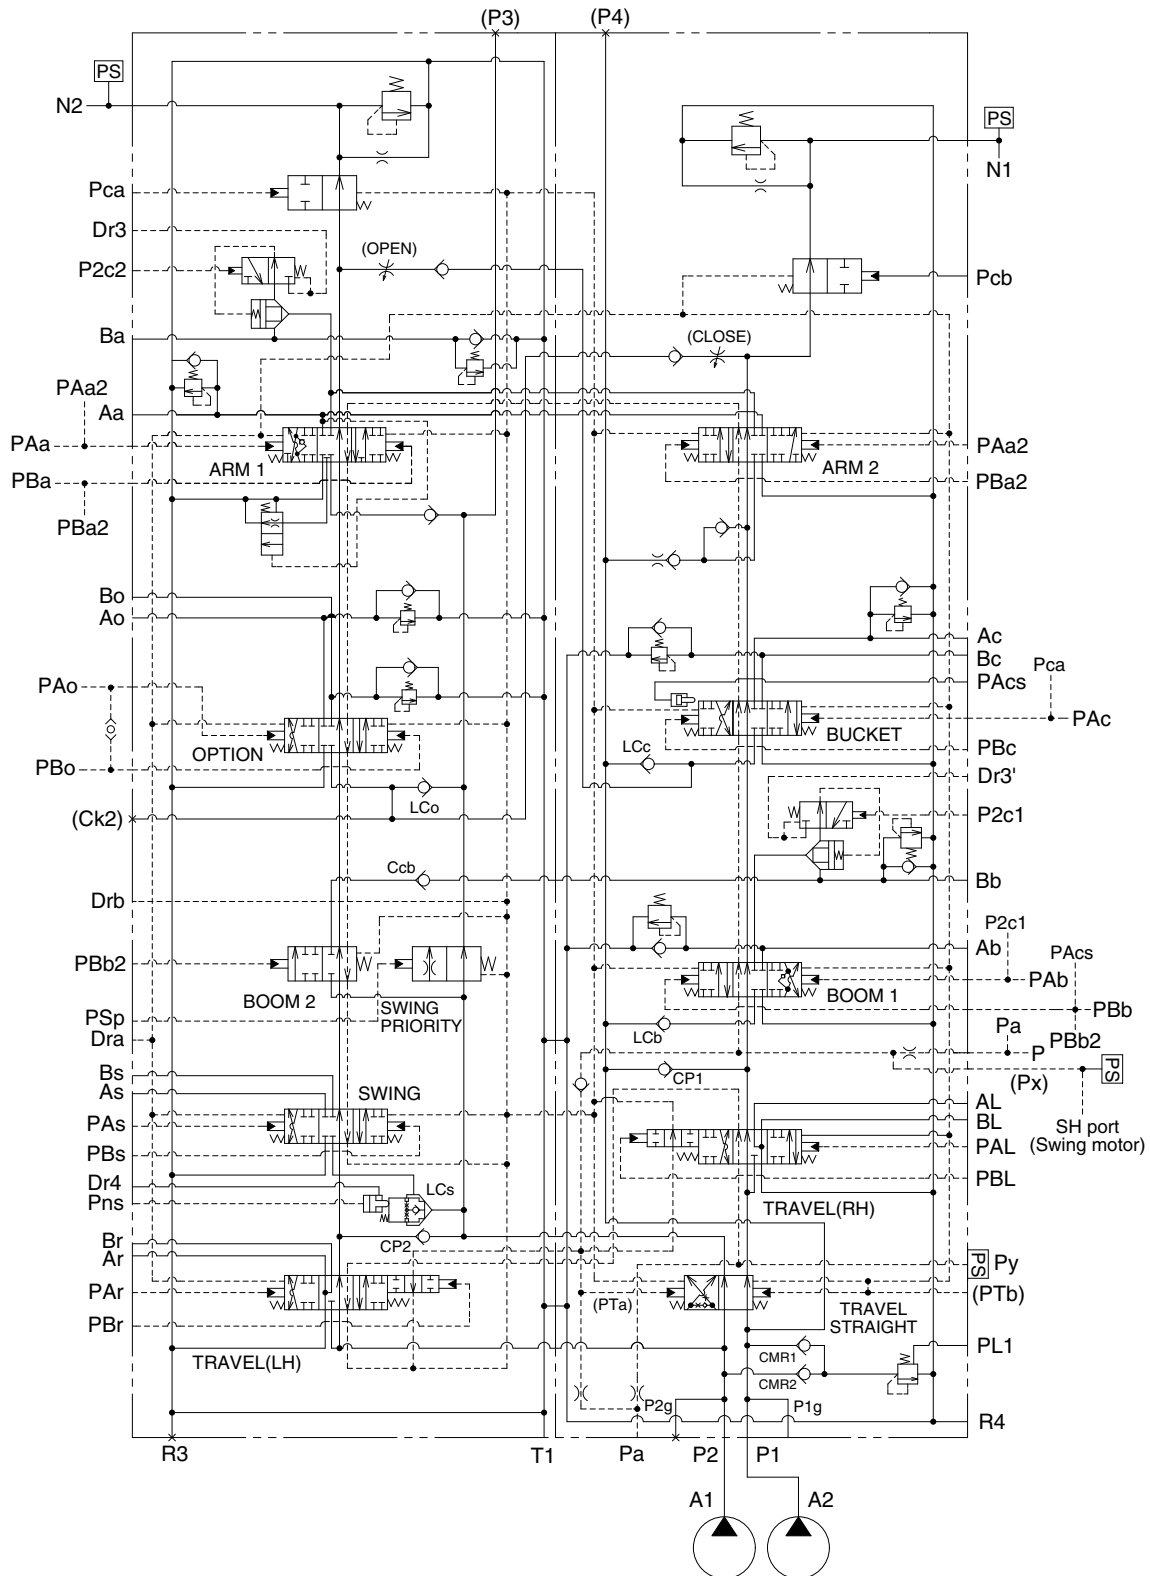 (P3) (P4)
PS
N2
PS
N1
Pca
Dr3
(OPEN)
P2c2
Pcb
Ba
(CLOSE)
PAa2
Aa
PAa
ARM 1
ARM 2
PAa2
PBa
PBa2
PBa2
Bo
Ao
Ac
Bc
Pca
PAo
PAcs
PAc
OPTION
BUCKET
PBo
LCc
PBc
Dr3'
LCo
(Ck2)
P2c1
Ccb
Bb
Drb
P2c1
Ab
PAcs
PBb2
PAb
BOOM 2
SWING
PRIORITY
BOOM 1
PBb
PSp
LCb
Pa
PBb2
Dra
P
(Px)
PS
Bs
CP1
As
SWING
AL
BL
PAs
SH port
(Swing motor)
PAL
PBs
PBL
Dr4
LCs
Pns
TRAVEL(RH)
Br
CP2
Ar
PS
Py
PAr
(PTa)
TRAVEL
STRAIGHT
(PTb)
PBr
TRAVEL(LH)
CMR1
PL1
CMR2
P2g
P1g
R4
R3
T1
Pa
P2
P1
A1
A2